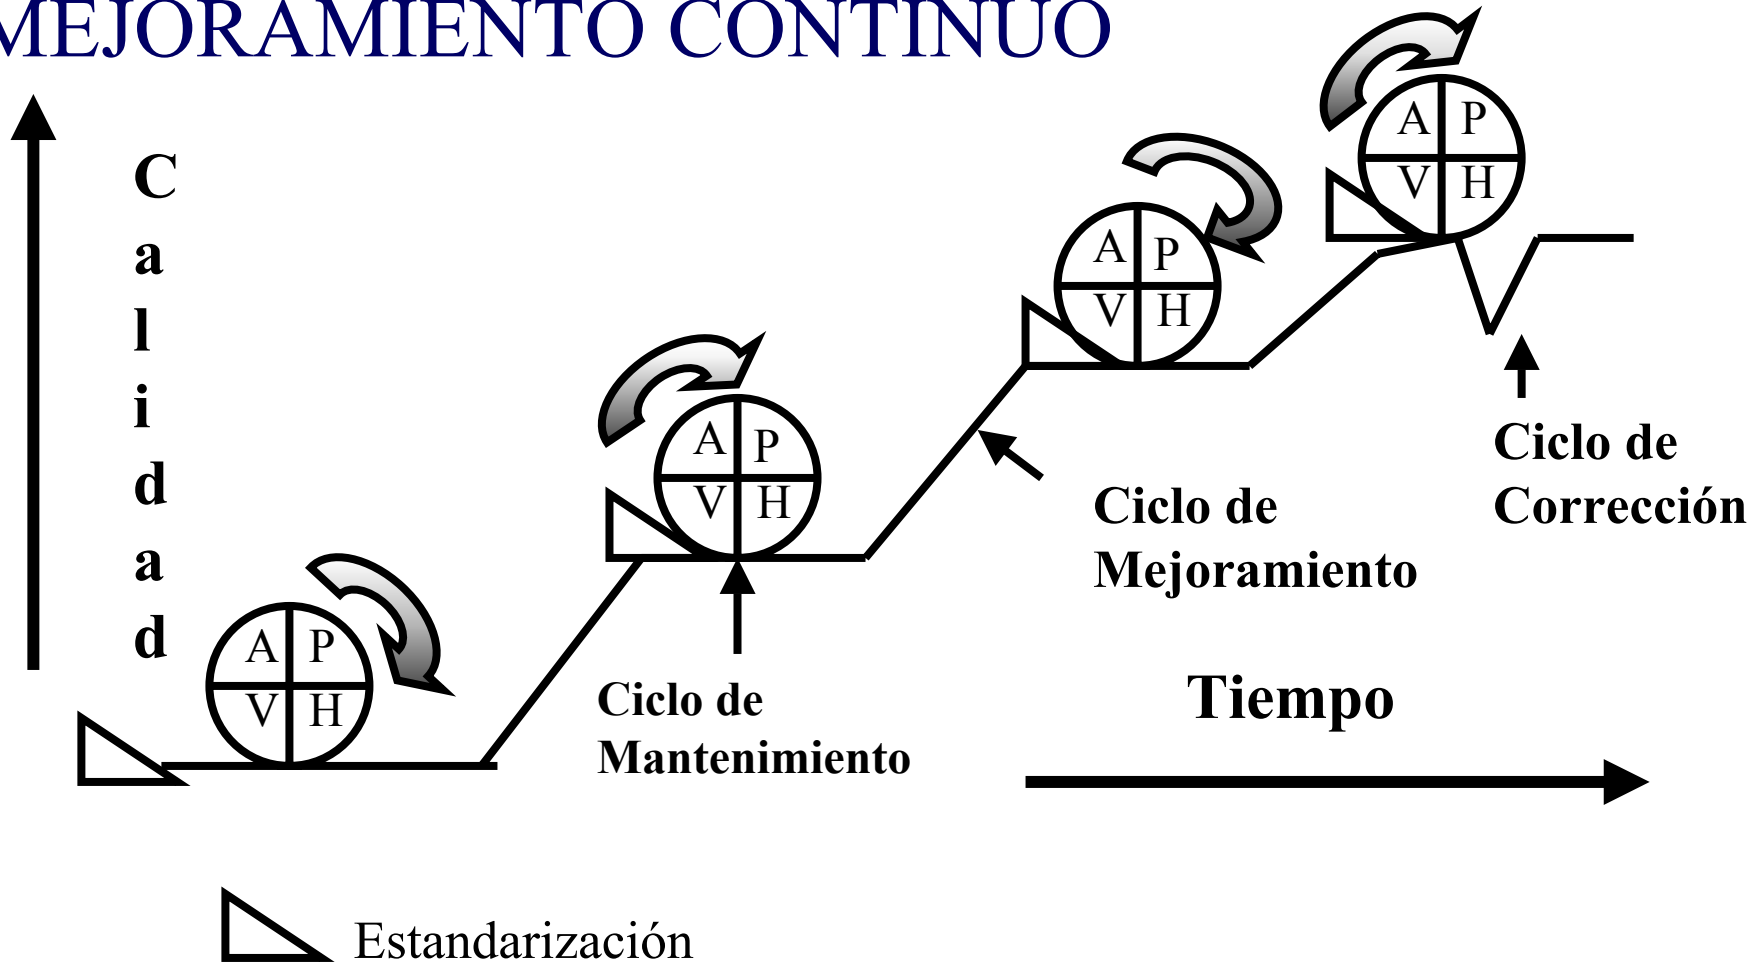 MEJORAMIENTO CONTINUO
C
a
l
i
d
a
d
A P
V H
A P
V H
A P
V H
A P
V H
Ciclo de
Corrección
Ciclo de
Mejoramiento
Ciclo de
Mantenimiento
Tiempo
Estandarización